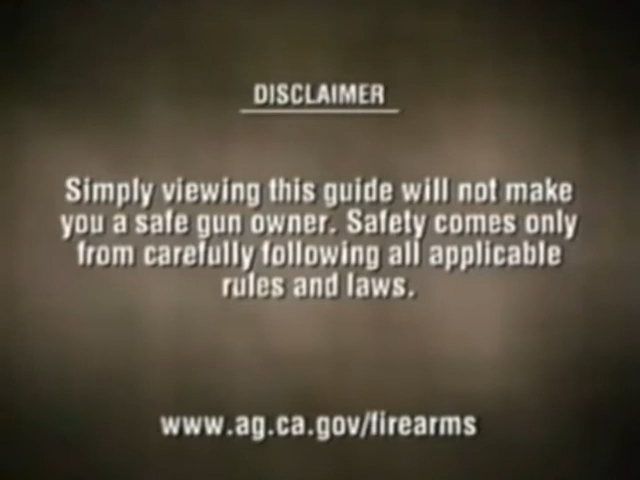 DISCLAIMER
Simply viewing this guide will not make
you a safe gun owner. Safety comes only
from carefully following all applicable
rules and laws.
www.ag.ca.gov/firearms